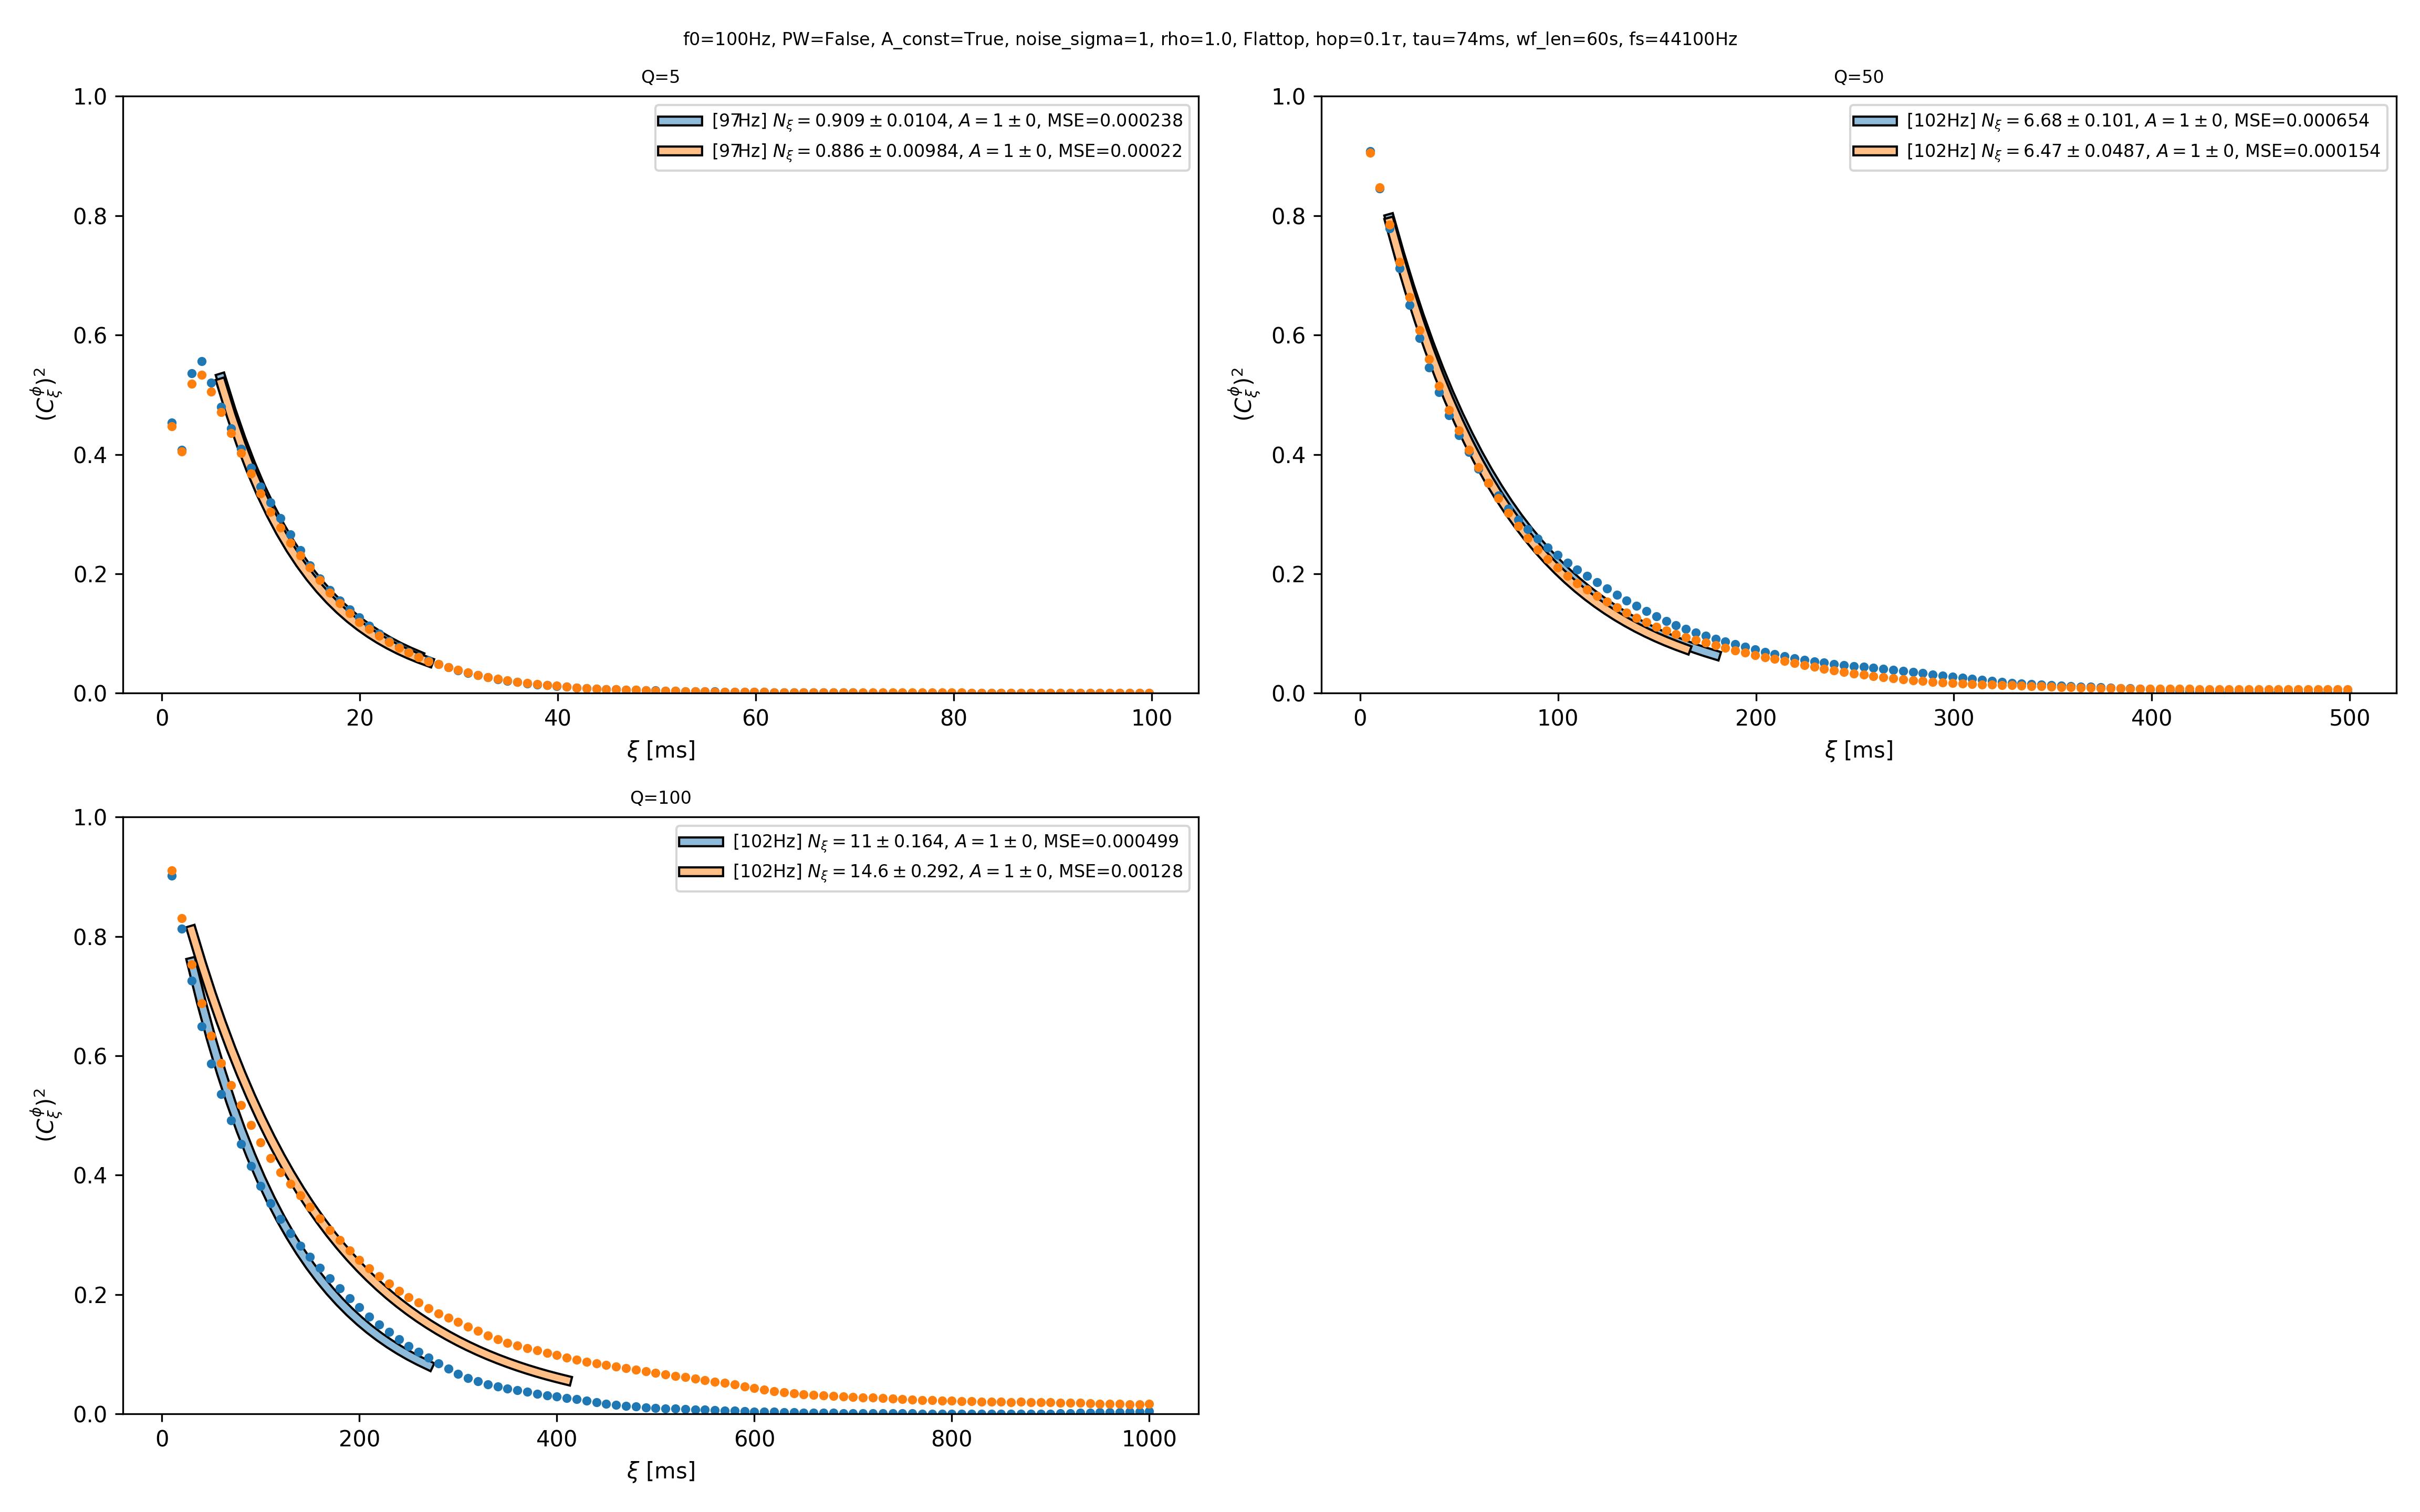 f0=100Hz, PW=False, A_const=True, noise_sigma=1, rho=1.0, Flattop, hop=0.1τ, tau=74ms, wf_len=60s, fs=44100Hz
Q=5
[97Hz] N_ξ = 0.909 ± 0.0104, A = 1 ± 0, MSE=0.000238
[97Hz] N_ξ = 0.886 ± 0.00984, A = 1 ± 0, MSE=0.00022
1.0
0.8
0.6
0.4
0.2
0.0
(C_ξ^ϕ)²
0 20 40 60 80 100
ξ [ms]
Q=50
[102Hz] N_ξ = 6.68 ± 0.101, A = 1 ± 0, MSE=0.000654
[102Hz] N_ξ = 6.47 ± 0.0487, A = 1 ± 0, MSE=0.000154
1.0
0.8
0.6
0.4
0.2
0.0
(C_ξ^ϕ)²
0 100 200 300 400 500
ξ [ms]
Q=100
[102Hz] N_ξ = 11 ± 0.164, A = 1 ± 0, MSE=0.000499
[102Hz] N_ξ = 14.6 ± 0.292, A = 1 ± 0, MSE=0.00128
1.0
0.8
0.6
0.4
0.2
0.0
(C_ξ^ϕ)²
0 200 400 600 800 1000
ξ [ms]